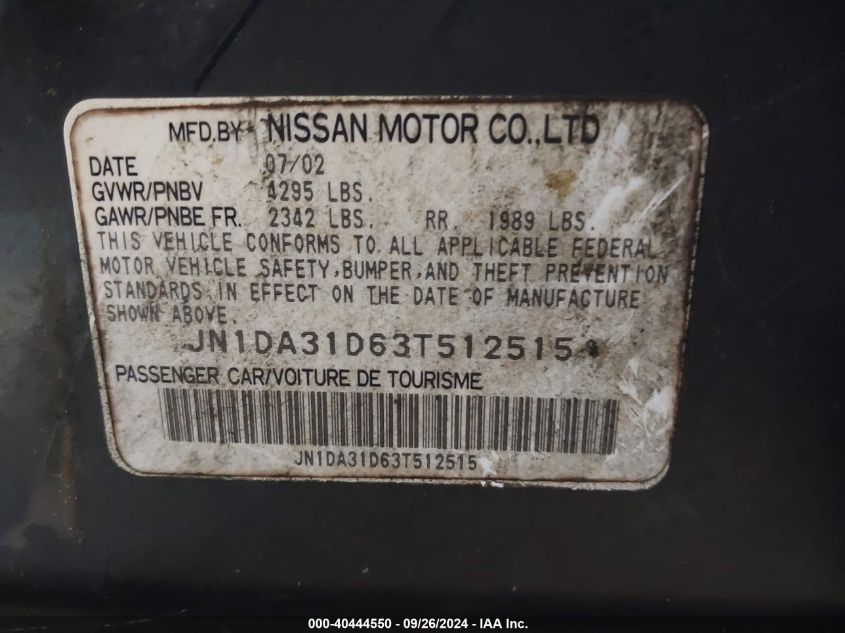 MFD.BY NISSAN MOTOR CO.,LTD
DATE 07/02
GVWR/PNBV 4295 LBS.
GAWR/PNBE FR. 2342 LBS. RR. 1989 LBS.
THIS VEHICLE CONFORMS TO ALL APPLICABLE FEDERAL
MOTOR VEHICLE SAFETY,BUMPER,AND THEFT PREVENTION
STANDARDS IN EFFECT ON THE DATE OF MANUFACTURE
SHOWN ABOVE.
JN1DA31D63T512515
PASSENGER CAR/VOITURE DE TOURISME
JN1DA31D63T512515
000-40444550 - 09/26/2024 - IAA Inc.